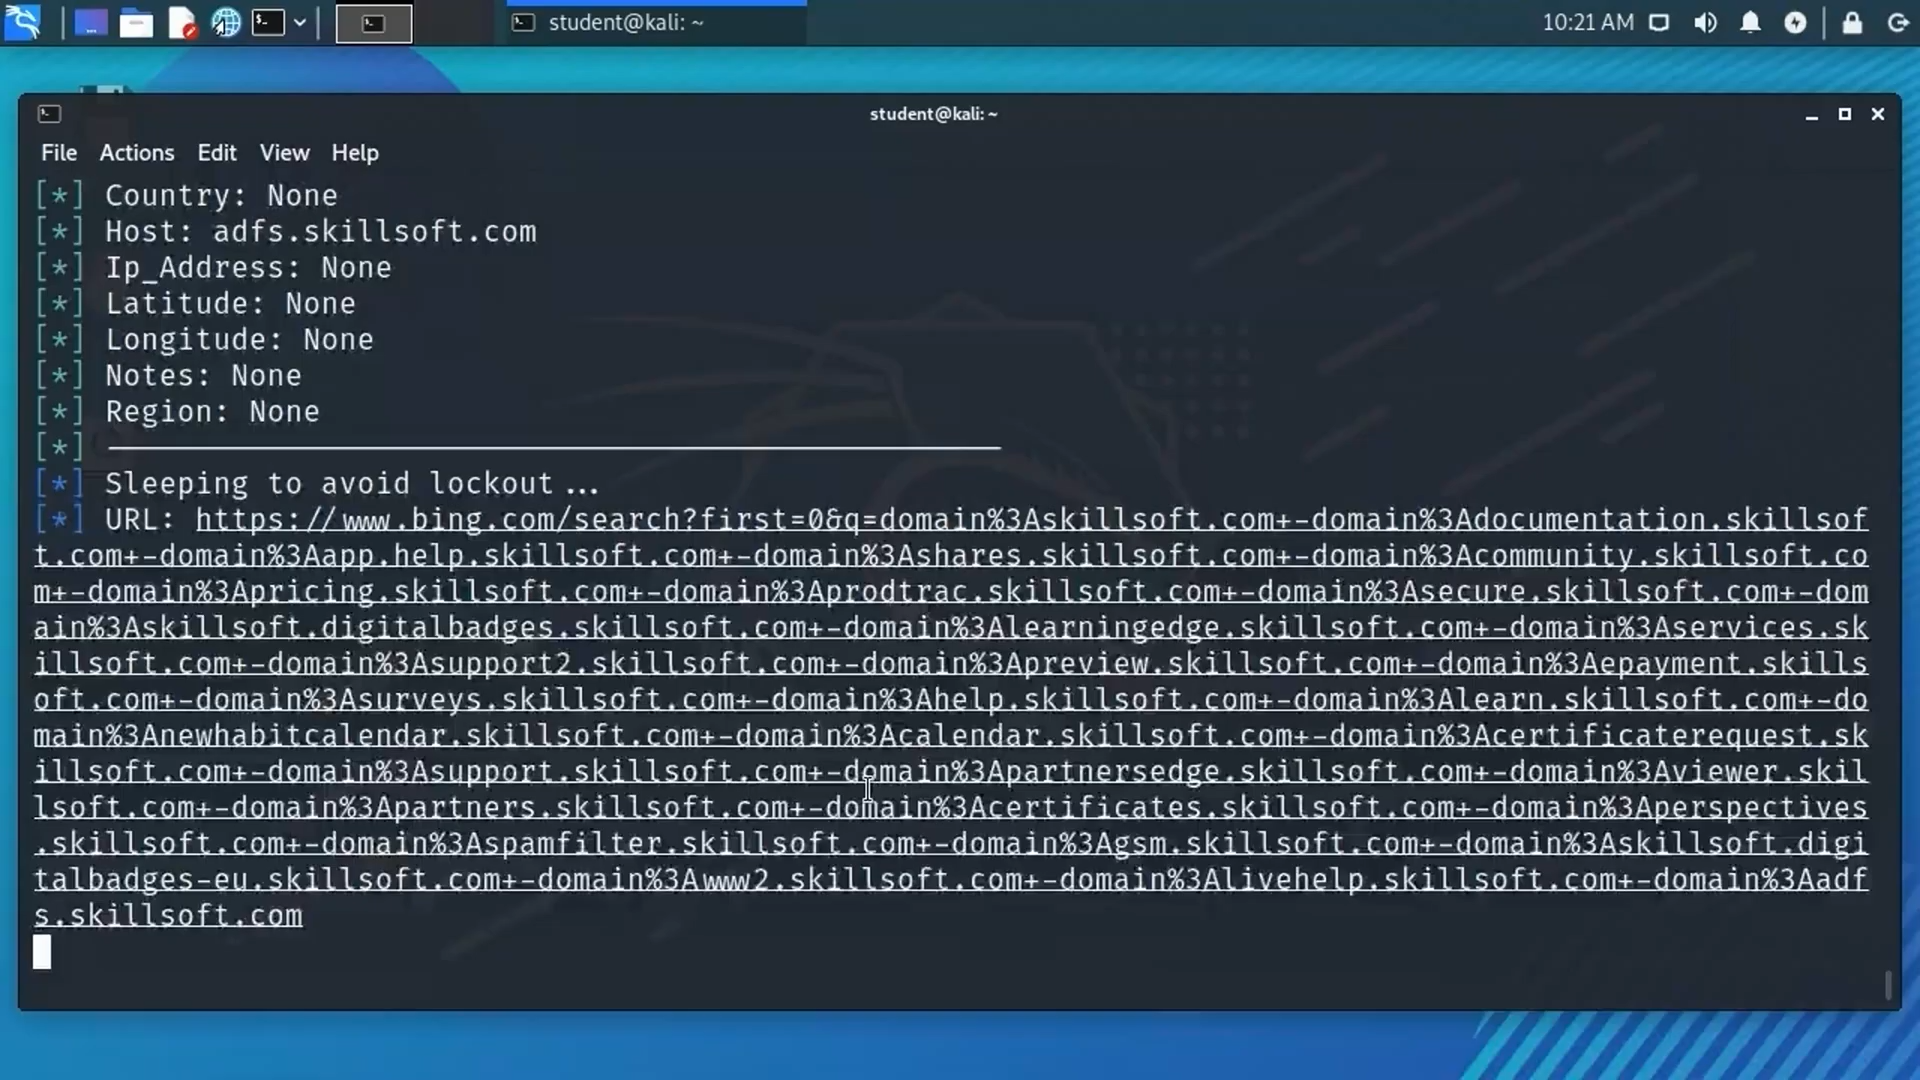 student@kali: ~
10:21 AM
student@kali: ~
File Actions Edit View Help
[*] Country: None
[*] Host: adfs.skillsoft.com
[*] Ip_Address: None
[*] Latitude: None
[*] Longitude: None
[*] Notes: None
[*] Region: None
[*] ──────────────────────────────────────────────────
[*] Sleeping to avoid lockout...
[*] URL: https://www.bing.com/search?first=0&q=domain%3Askillsoft.com+-domain%3Adocumentation.skillsof
t.com+-domain%3Aapp.help.skillsoft.com+-domain%3Ashares.skillsoft.com+-domain%3Acommunity.skillsoft.co
m+-domain%3Apricing.skillsoft.com+-domain%3Aprodtrac.skillsoft.com+-domain%3Asecure.skillsoft.com+-dom
ain%3Askillsoft.digitalbadges.skillsoft.com+-domain%3Alearningedge.skillsoft.com+-domain%3Aservices.sk
illsoft.com+-domain%3Asupport2.skillsoft.com+-domain%3Apreview.skillsoft.com+-domain%3Aepayment.skills
oft.com+-domain%3Asurveys.skillsoft.com+-domain%3Ahelp.skillsoft.com+-domain%3Alearn.skillsoft.com+-do
main%3Anewhabitcalendar.skillsoft.com+-domain%3Acalendar.skillsoft.com+-domain%3Acertificaterequest.sk
illsoft.com+-domain%3Asupport.skillsoft.com+-domain%3Apartnersedge.skillsoft.com+-domain%3Aviewer.skil
lsoft.com+-domain%3Apartners.skillsoft.com+-domain%3Acertificates.skillsoft.com+-domain%3Aperspectives
.skillsoft.com+-domain%3Aspamfilter.skillsoft.com+-domain%3Agsm.skillsoft.com+-domain%3Askillsoft.digi
talbadges-eu.skillsoft.com+-domain%3Awww2.skillsoft.com+-domain%3Alivehelp.skillsoft.com+-domain%3Aadf
s.skillsoft.com